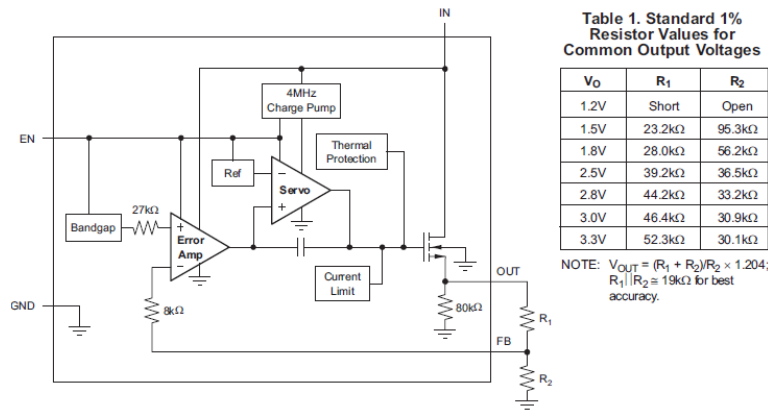 IN
4MHz
Charge Pump
EN
Thermal
Protection
Ref
Servo
27kΩ
Bandgap
Error
Amp
Current
Limit
OUT
GND
8kΩ
80kΩ
R1
FB
R2
Table 1. Standard 1%
Resistor Values for
Common Output Voltages
VO R1 R2
1.2V Short Open
1.5V 23.2kΩ 95.3kΩ
1.8V 28.0kΩ 56.2kΩ
2.5V 39.2kΩ 36.5kΩ
2.8V 44.2kΩ 33.2kΩ
3.0V 46.4kΩ 30.9kΩ
3.3V 52.3kΩ 30.1kΩ
NOTE: VOUT = (R1 + R2)/R2 × 1.204;
R1||R2 ≅ 19kΩ for best
accuracy.